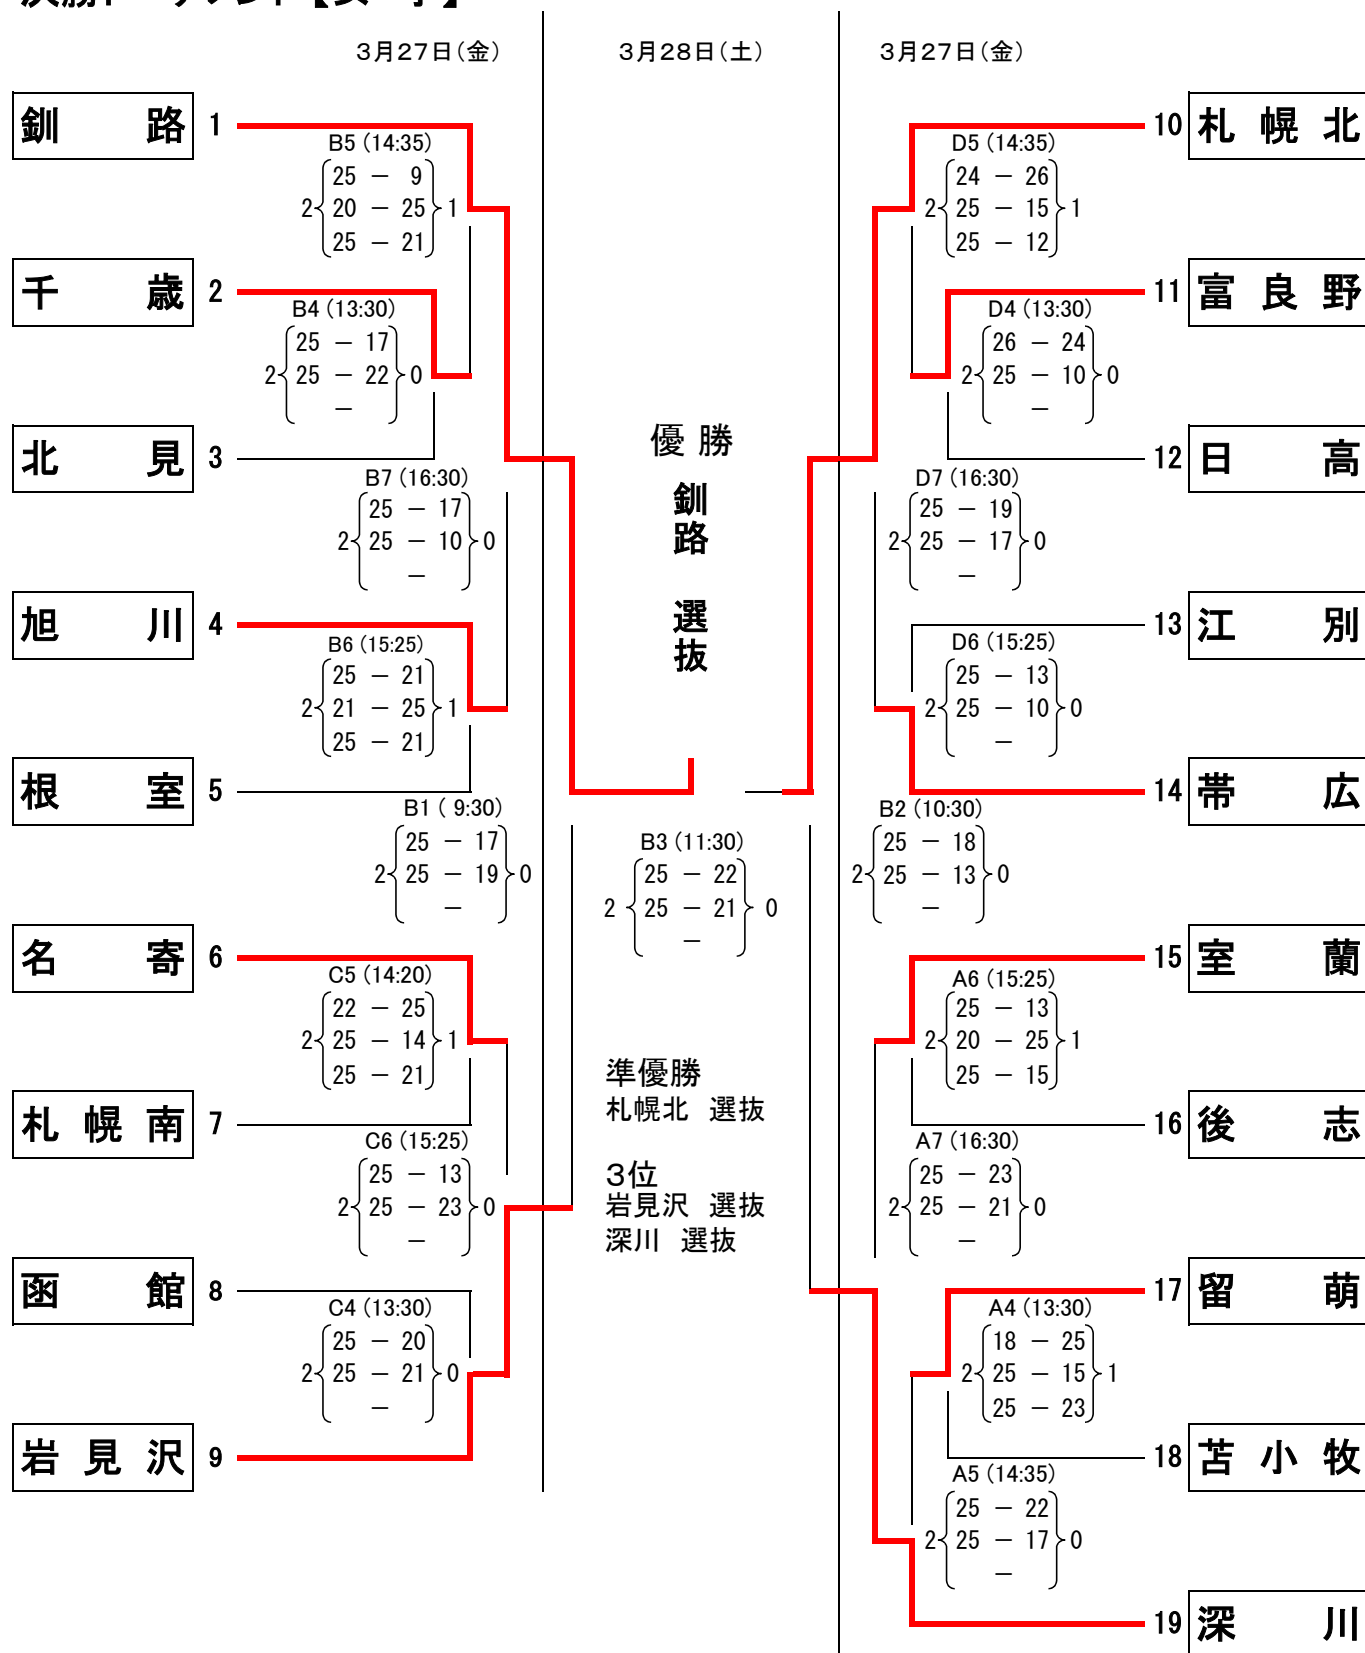 3月27日(金)
3月28日(土)
3月27日(金)
釧 路 1
B5 (14:35)
25 － 9
2 20 － 25 1
25 － 21
千 歳 2
B4 (13:30)
25 － 17
2 25 － 22 0
－
北 見 3
B7 (16:30)
25 － 17
2 25 － 10 0
－
旭 川 4
B6 (15:25)
25 － 21
2 21 － 25 1
25 － 21
根 室 5
B1 ( 9:30)
25 － 17
2 25 － 19 0
－
名 寄 6
C5 (14:20)
22 － 25
2 25 － 14 1
25 － 21
札 幌 南 7
C6 (15:25)
25 － 13
2 25 － 23 0
－
函 館 8
C4 (13:30)
25 － 20
2 25 － 21 0
－
岩 見 沢 9
優 勝
釧路 選抜
B3 (11:30)
25 － 22
2 25 － 21 0
－
準優勝
札幌北 選抜
3位
岩見沢 選抜
深川 選抜
10 札 幌 北
D5 (14:35)
24 － 26
2 25 － 15 1
25 － 12
11 富 良 野
D4 (13:30)
26 － 24
2 25 － 10 0
－
12 日 高
D7 (16:30)
25 － 19
2 25 － 17 0
－
13 江 別
D6 (15:25)
25 － 13
2 25 － 10 0
－
14 帯 広
B2 (10:30)
25 － 18
2 25 － 13 0
－
15 室 蘭
A6 (15:25)
25 － 13
2 20 － 25 1
25 － 15
16 後 志
A7 (16:30)
25 － 23
2 25 － 21 0
－
17 留 萌
A4 (13:30)
18 － 25
2 25 － 15 1
25 － 23
18 苫 小 牧
A5 (14:35)
25 － 22
2 25 － 17 0
－
19 深 川